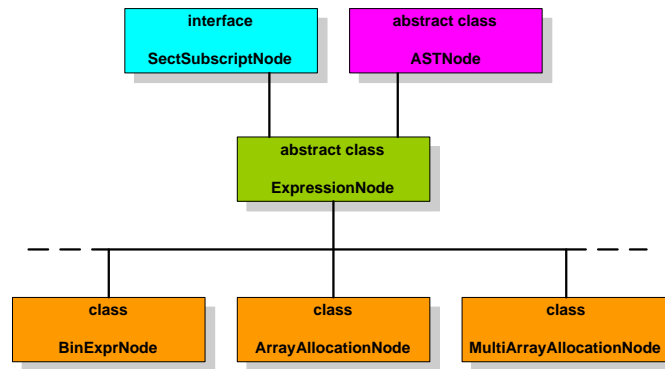 interface
SectSubscriptNode
abstract class
ASTNode
abstract class
ExpressionNode
class
BinExprNode
class
ArrayAllocationNode
class
MultiArrayAllocationNode